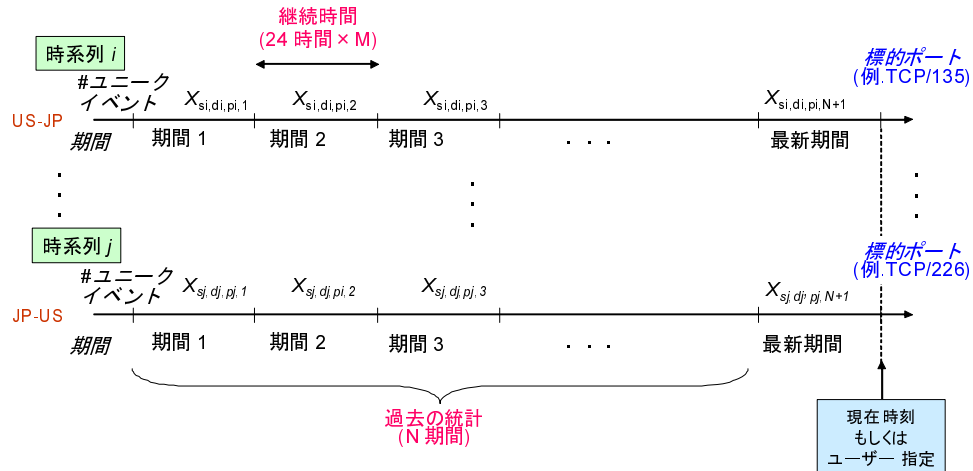 継続時間
(24 時間×M)
時系列 i
標的ポート
(例.TCP/135)
#ユニーク
イベント
Xsi,di,pi,1
Xsi,di,pi,2
Xsi,di,pi,3
Xsi,di,pi,N+1
US-JP
期間
期間 1
期間 2
期間 3
. . .
最新期間
時系列 j
標的ポート
(例.TCP/226)
#ユニーク
イベント
Xsj,dj,pj,1
Xsj,dj,pj,2
Xsj,dj,pj,3
Xsj,dj,pj,N+1
JP-US
期間
期間 1
期間 2
期間 3
. . .
最新期間
過去の統計
(N 期間)
現在時刻
もしくは
ユーザー 指定